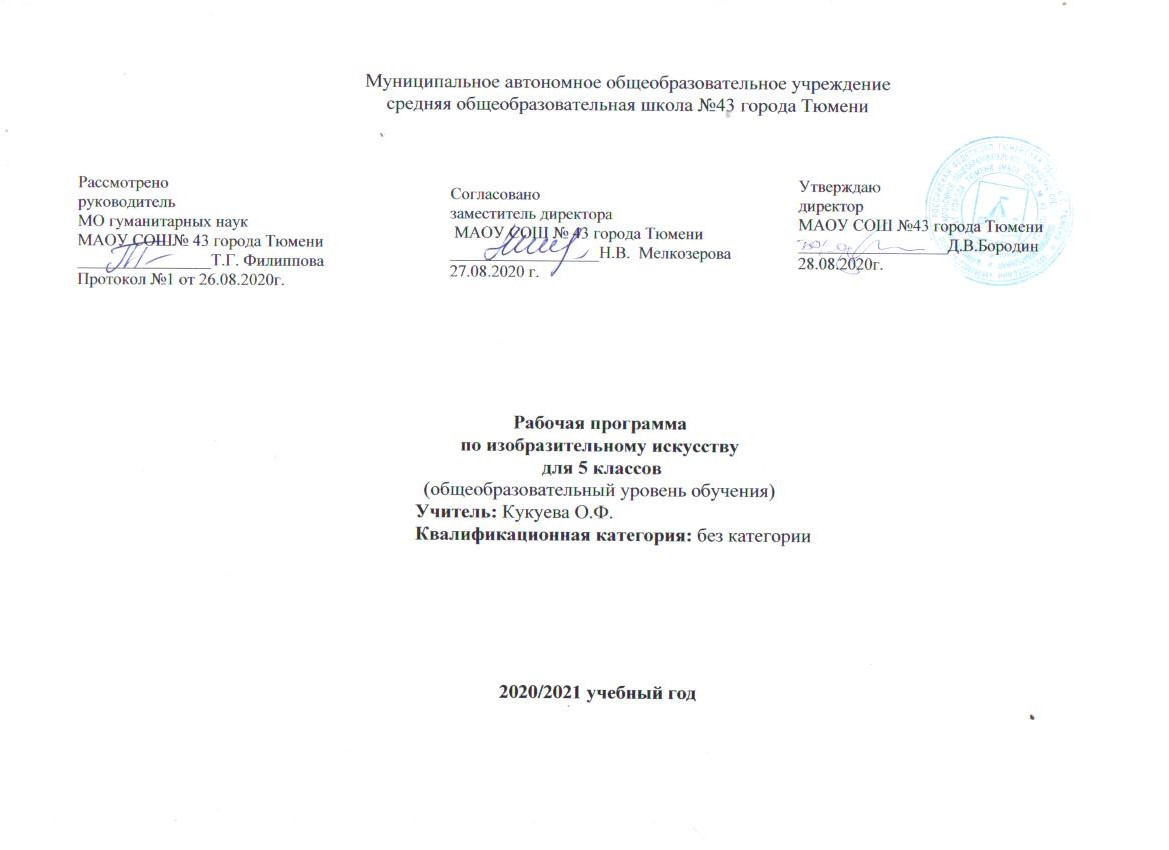 Муниципальное автономное общеобразовательное учреждение
средняя общеобразовательная школа №43 города Тюмени
Рассмотрено
руководитель
МО гуманитарных наук
МАОУ СОШ№ 43 города Тюмени
________________Т.Г. Филиппова
Протокол №1 от 26.08.2020г.
Согласовано
заместитель директора
МАОУ СОШ № 43 города Тюмени
__________________Н.В. Мелкозерова
27.08.2020 г.
Утверждаю
директор
МАОУ СОШ №43 города Тюмени
__________________Д.В.Бородин
28.08.2020г.
Рабочая программа
по изобразительному искусству
для 5 классов
(общеобразовательный уровень обучения)
Учитель: Кукуева О.Ф.
Квалификационная категория: без категории
2020/2021 учебный год